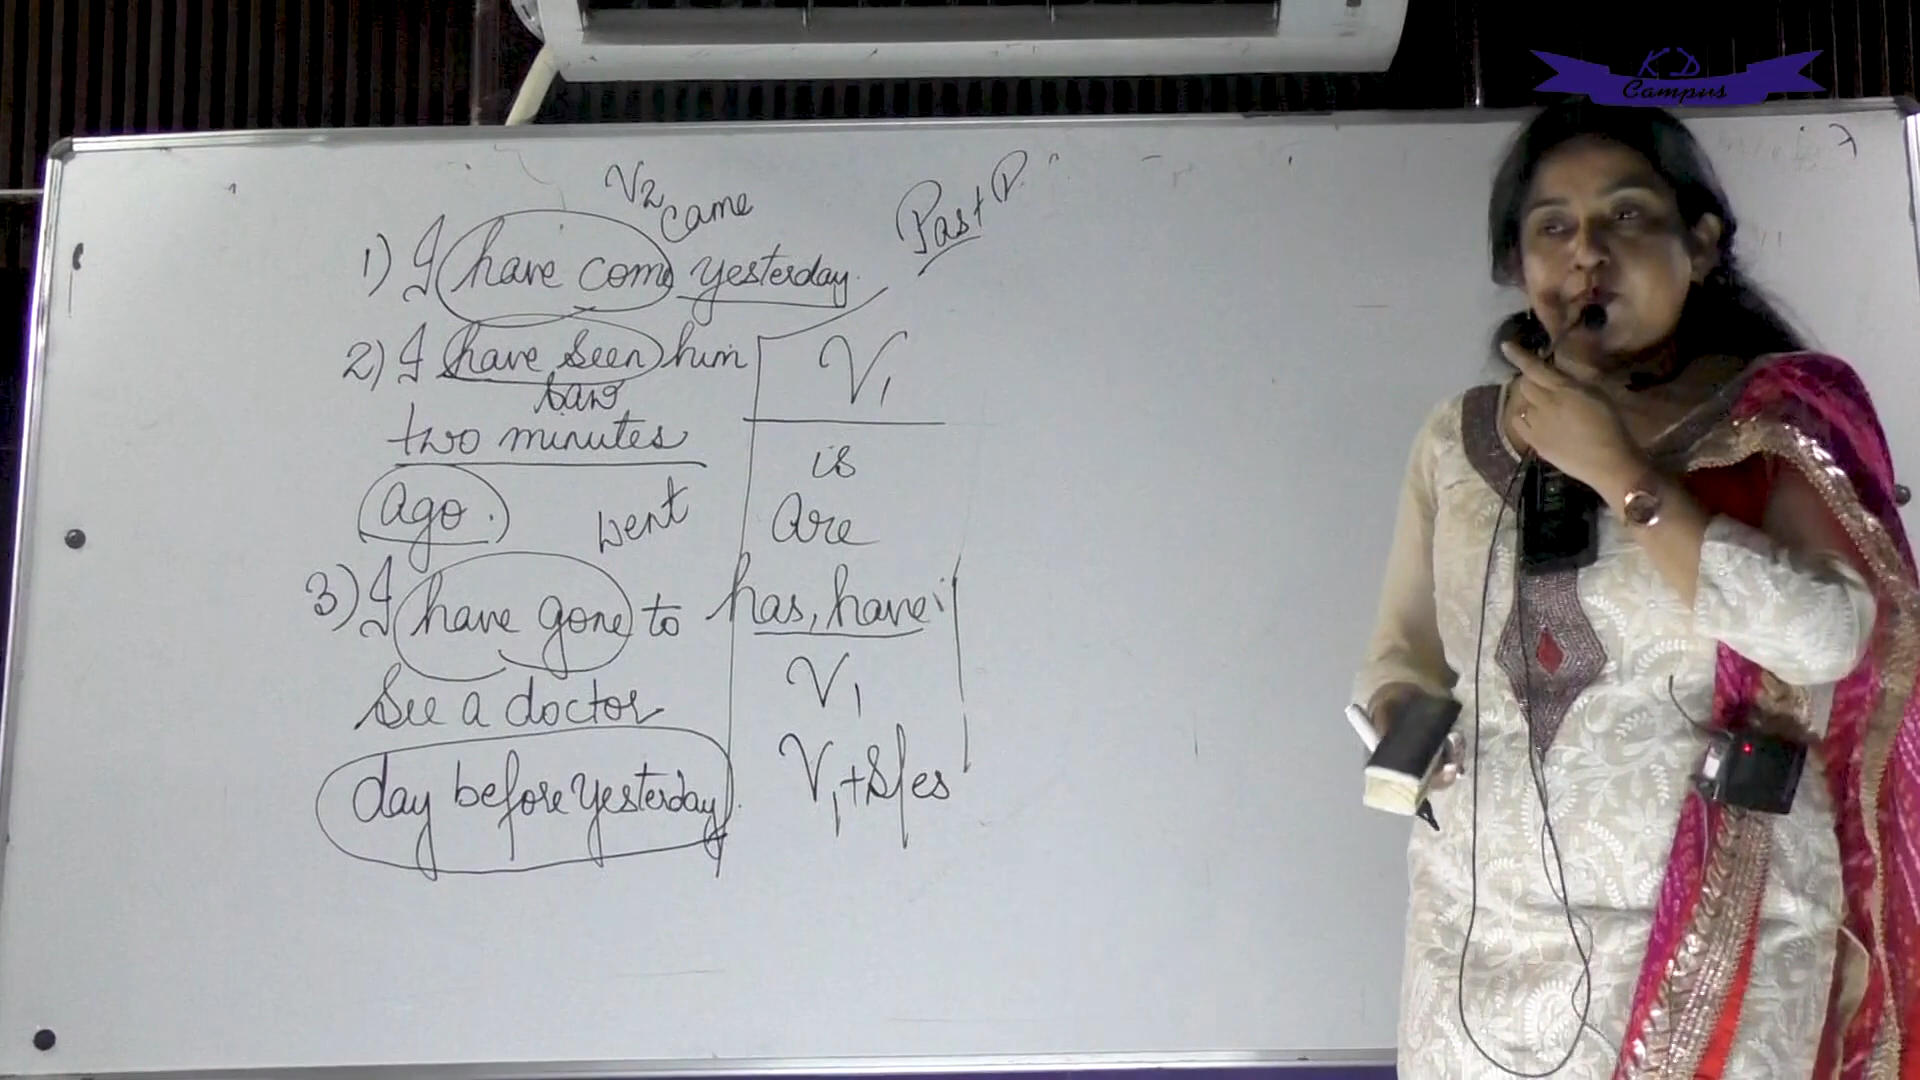 K D
Campus
V2 came
Past
1) I have come yesterday.
2) I have seen him
saw
two minutes
ago.
went
3) I have gone to
see a doctor
day before yesterday.
V1
is
are
has, have
V1
V1+s/es